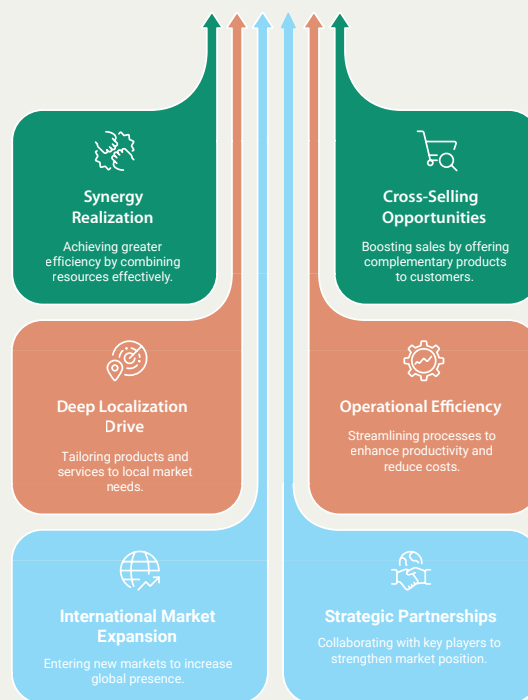 Synergy
Realization
Achieving greater
efficiency by combining
resources effectively.
Cross-Selling
Opportunities
Boosting sales by offering
complementary products
to customers.
Deep Localization
Drive
Tailoring products and
services to local market
needs.
Operational Efficiency
Streamlining processes to
enhance productivity and
reduce costs.
International Market
Expansion
Entering new markets to increase
global presence.
Strategic Partnerships
Collaborating with key players to
strengthen market position.